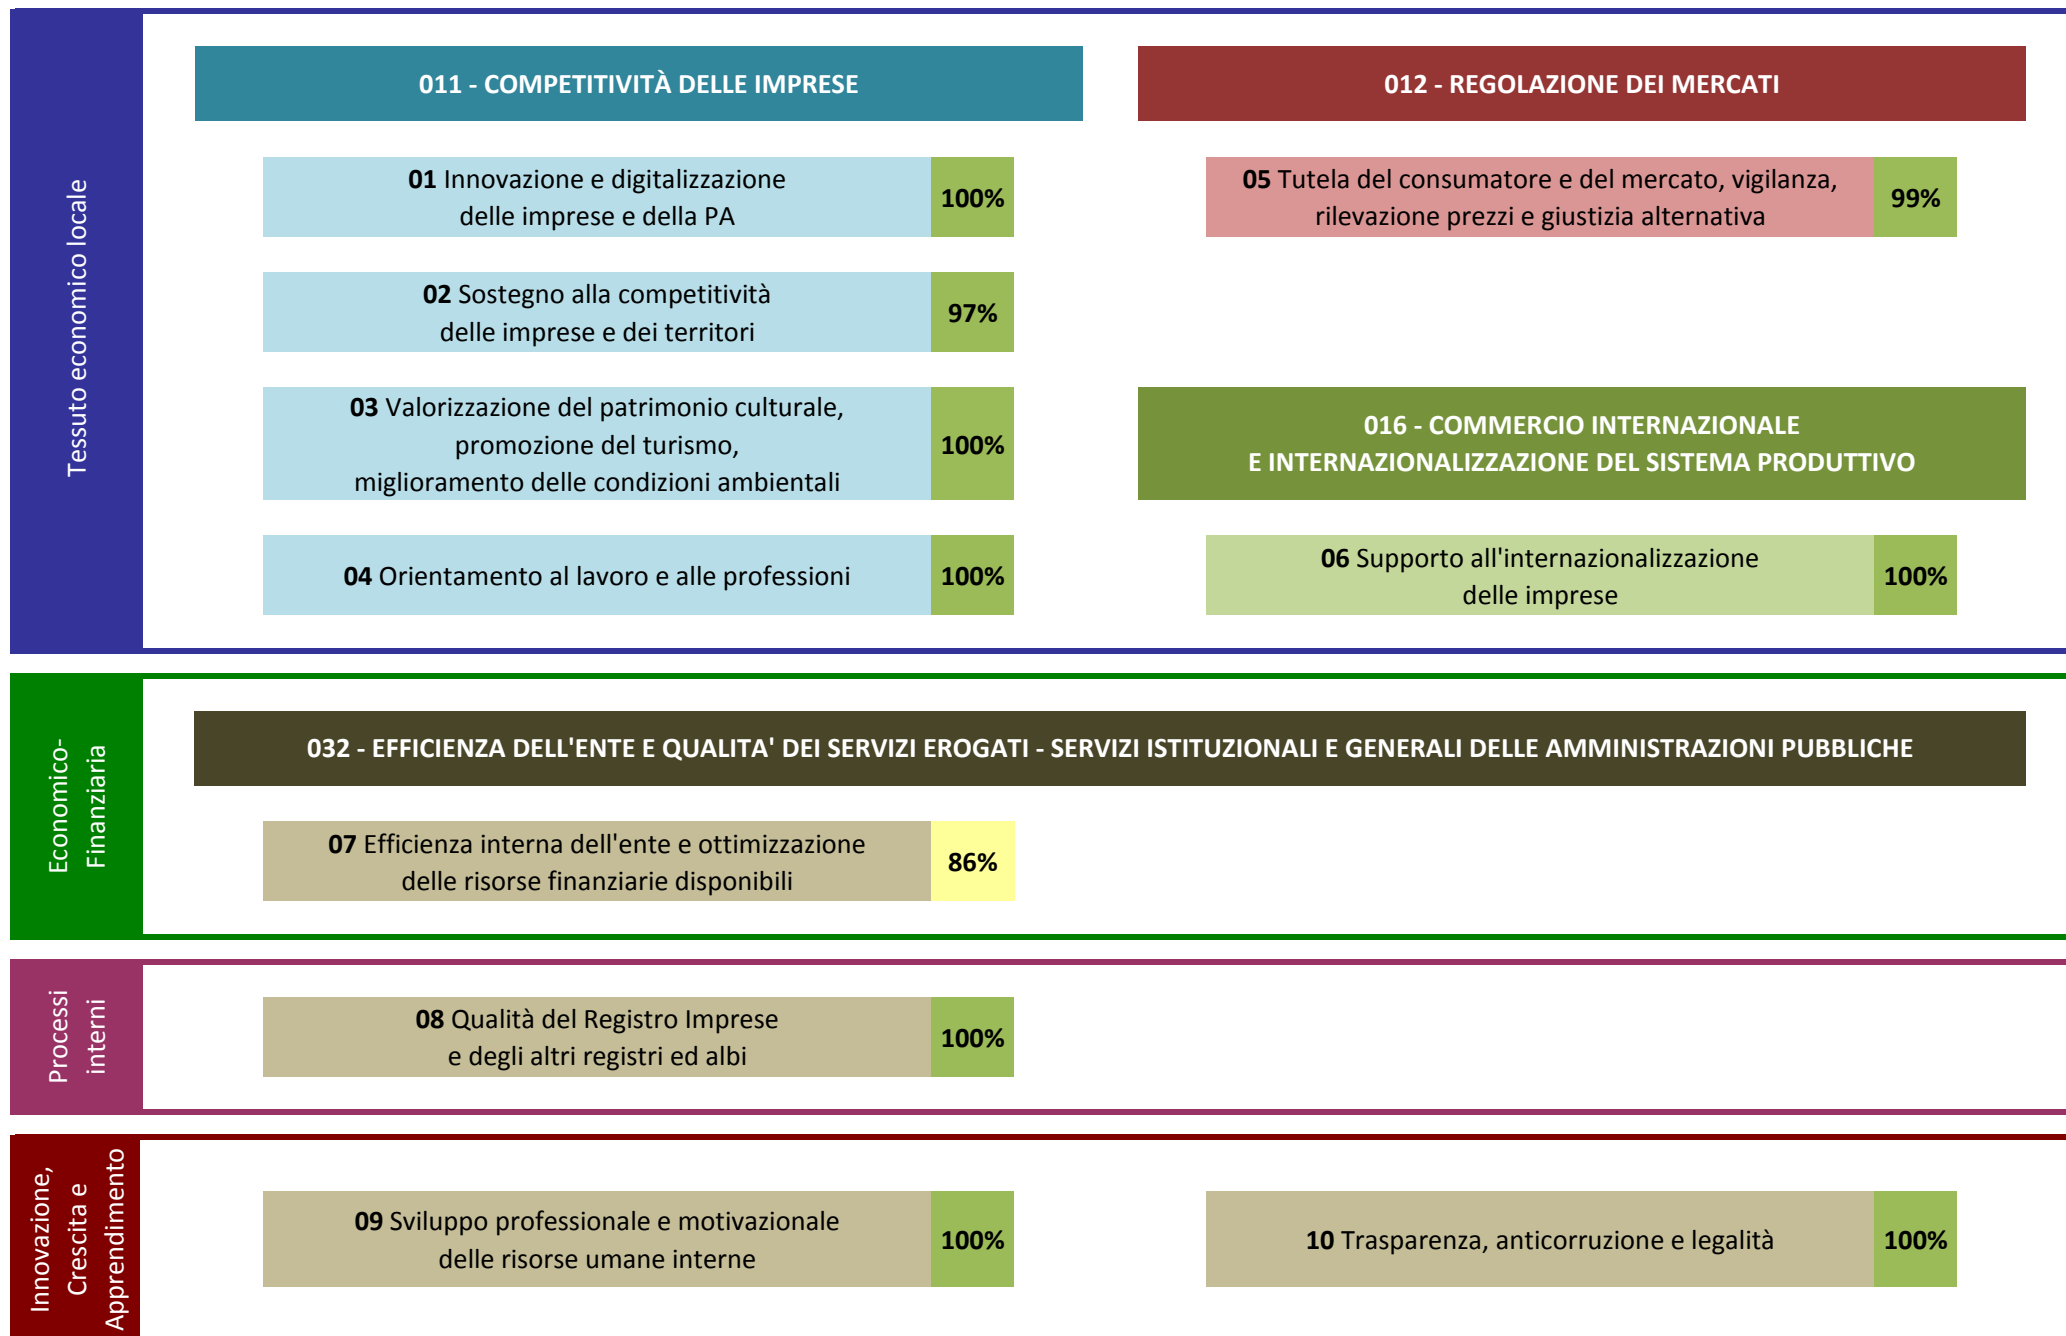 Tessuto economico locale
011 - COMPETITIVITÀ DELLE IMPRESE
01 Innovazione e digitalizzazione
delle imprese e della PA
100%
02 Sostegno alla competitività
delle imprese e dei territori
97%
03 Valorizzazione del patrimonio culturale,
promozione del turismo,
miglioramento delle condizioni ambientali
100%
04 Orientamento al lavoro e alle professioni
100%
012 - REGOLAZIONE DEI MERCATI
05 Tutela del consumatore e del mercato, vigilanza,
rilevazione prezzi e giustizia alternativa
99%
016 - COMMERCIO INTERNAZIONALE
E INTERNAZIONALIZZAZIONE DEL SISTEMA PRODUTTIVO
06 Supporto all'internazionalizzazione
delle imprese
100%
Economico-
Finanziaria
032 - EFFICIENZA DELL'ENTE E QUALITA' DEI SERVIZI EROGATI - SERVIZI ISTITUZIONALI E GENERALI DELLE AMMINISTRAZIONI PUBBLICHE
07 Efficienza interna dell'ente e ottimizzazione
delle risorse finanziarie disponibili
86%
Processi
interni
08 Qualità del Registro Imprese
e degli altri registri ed albi
100%
Innovazione,
Crescita e
Apprendimento
09 Sviluppo professionale e motivazionale
delle risorse umane interne
100%
10 Trasparenza, anticorruzione e legalità
100%